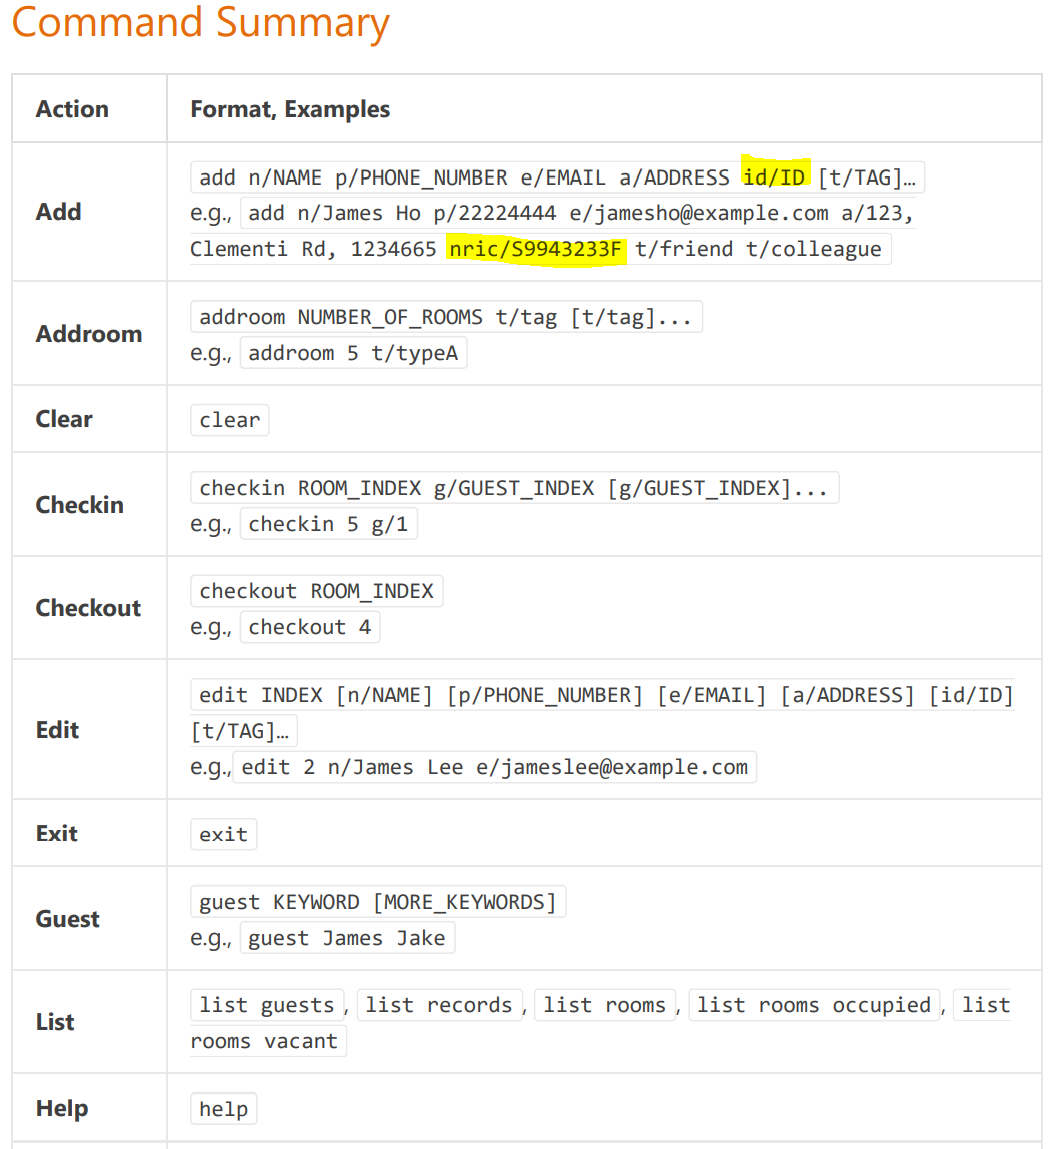 Command Summary
Action Format, Examples
add n/NAME p/PHONE_NUMBER e/EMAIL a/ADDRESS id/ID [t/TAG]…
Add e.g., add n/James Ho p/22224444 e/jamesho@example.com a/123,
Clementi Rd, 1234665 nric/S9943233F t/friend t/colleague
addroom NUMBER_OF_ROOMS t/tag [t/tag]...
Addroom
e.g., addroom 5 t/typeA
Clear clear
checkin ROOM_INDEX g/GUEST_INDEX [g/GUEST_INDEX]...
Checkin
e.g., checkin 5 g/1
checkout ROOM_INDEX
Checkout
e.g., checkout 4
edit INDEX [n/NAME] [p/PHONE_NUMBER] [e/EMAIL] [a/ADDRESS] [id/ID]
Edit [t/TAG]…
e.g., edit 2 n/James Lee e/jameslee@example.com
Exit exit
guest KEYWORD [MORE_KEYWORDS]
Guest
e.g., guest James Jake
list guests, list records, list rooms, list rooms occupied, list
List
rooms vacant
Help help